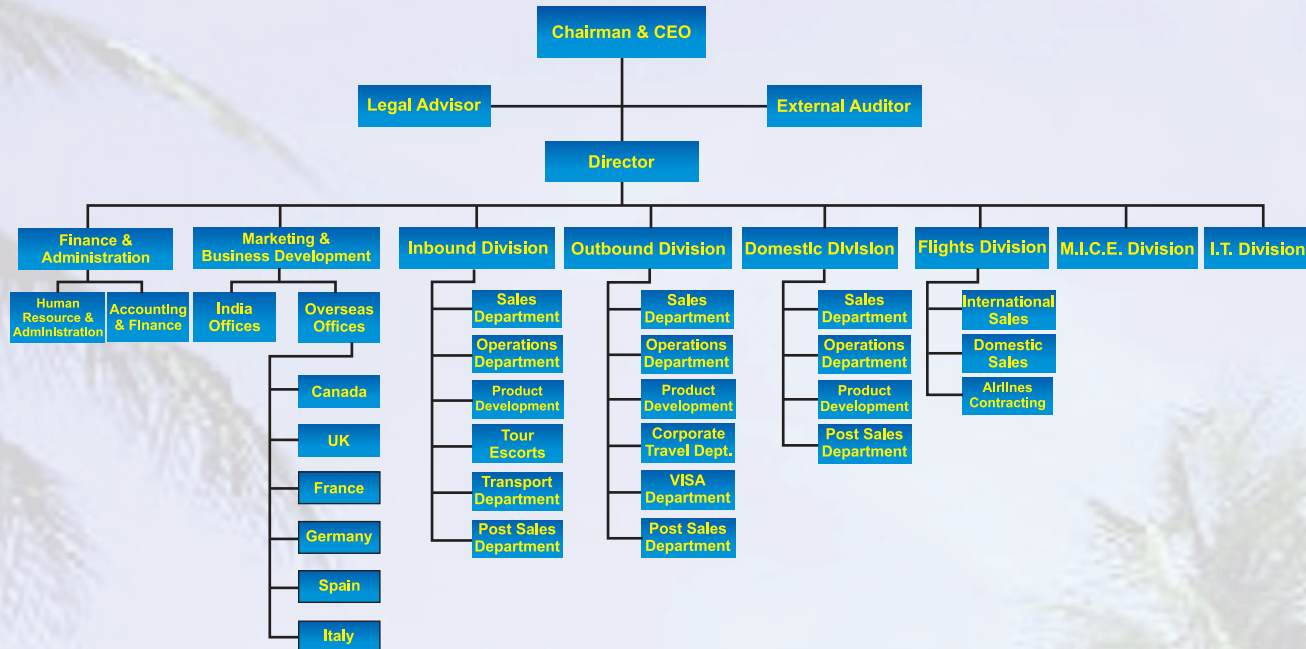 Chairman & CEO
Legal Advisor
External Auditor
Director
Finance &
Administration
Marketing &
Business Development
Inbound Division
Outbound Division
Domestic Division
Flights Division
M.I.C.E. Division
I.T. Division
Human
Resource &
Administration
Accounting
& Finance
India
Offices
Overseas
Offices
Canada
UK
France
Germany
Spain
Italy
Sales
Department
Operations
Department
Product
Development
Tour
Escorts
Transport
Department
Post Sales
Department
Sales
Department
Operations
Department
Product
Development
Corporate
Travel Dept.
VISA
Department
Post Sales
Department
Sales
Department
Operations
Department
Product
Development
Post Sales
Department
International
Sales
Domestic
Sales
Airlines
Contracting